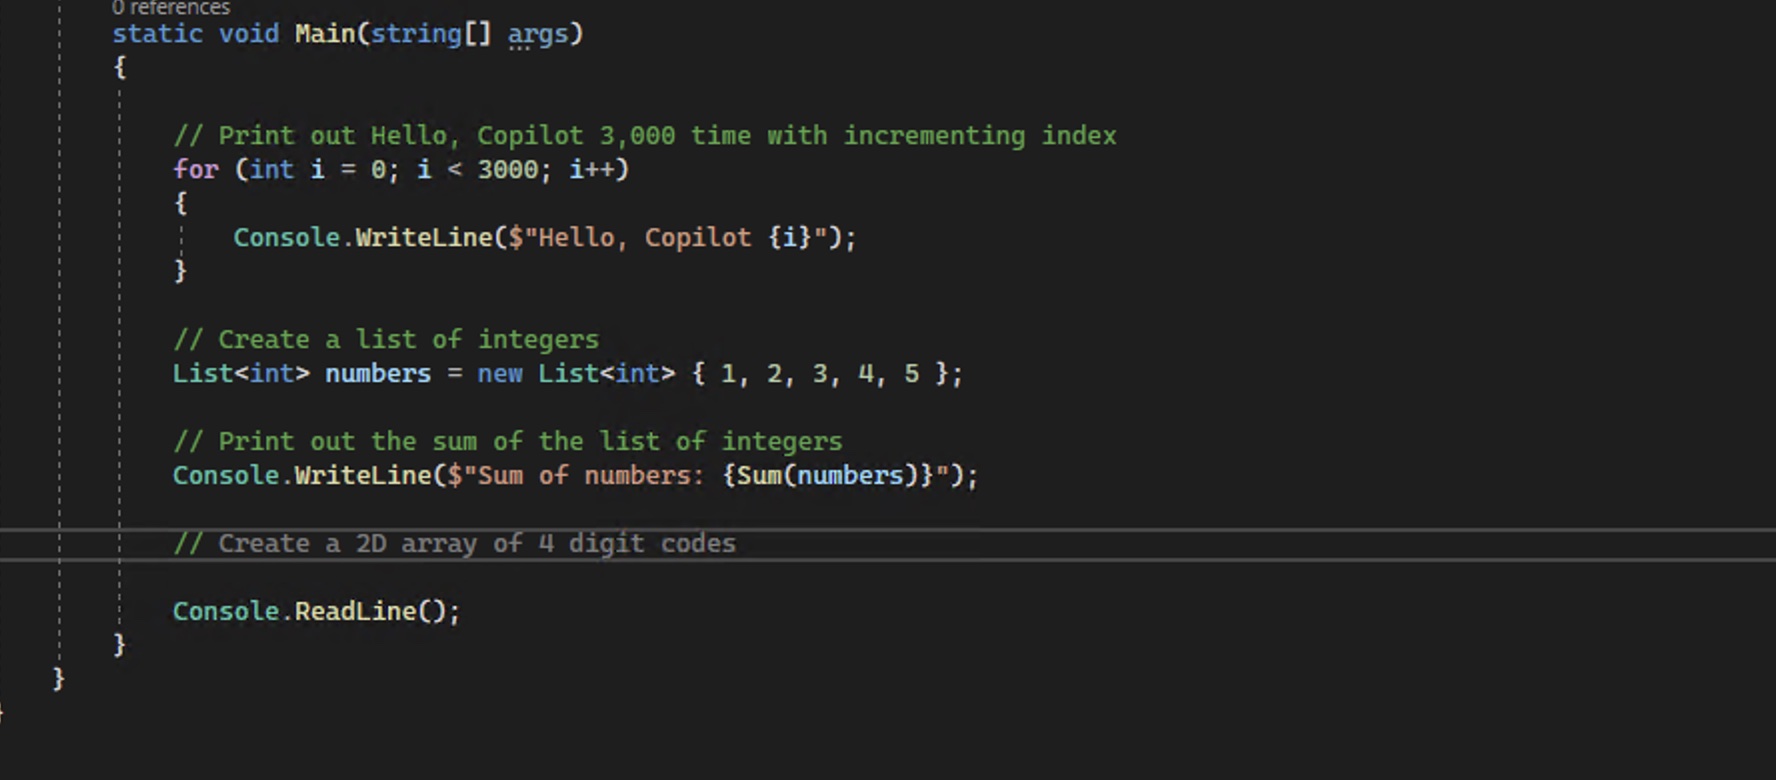 0 references
static void Main(string[] args)
{
// Print out Hello, Copilot 3,000 time with incrementing index
for (int i = 0; i < 3000; i++)
{
Console.WriteLine($"Hello, Copilot {i}");
}
// Create a list of integers
List<int> numbers = new List<int> { 1, 2, 3, 4, 5 };
// Print out the sum of the list of integers
Console.WriteLine($"Sum of numbers: {Sum(numbers)}");
// Create a 2D array of 4 digit codes
Console.ReadLine();
}
}
}